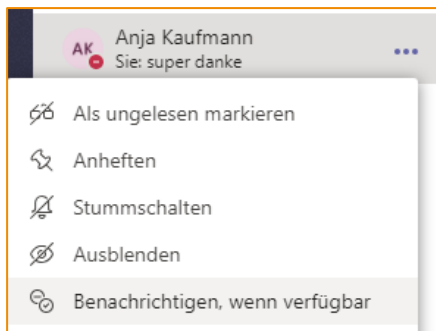 AK
Anja Kaufmann
Sie: super danke
Als ungelesen markieren
Anheften
Stummschalten
Ausblenden
Benachrichtigen, wenn verfügbar